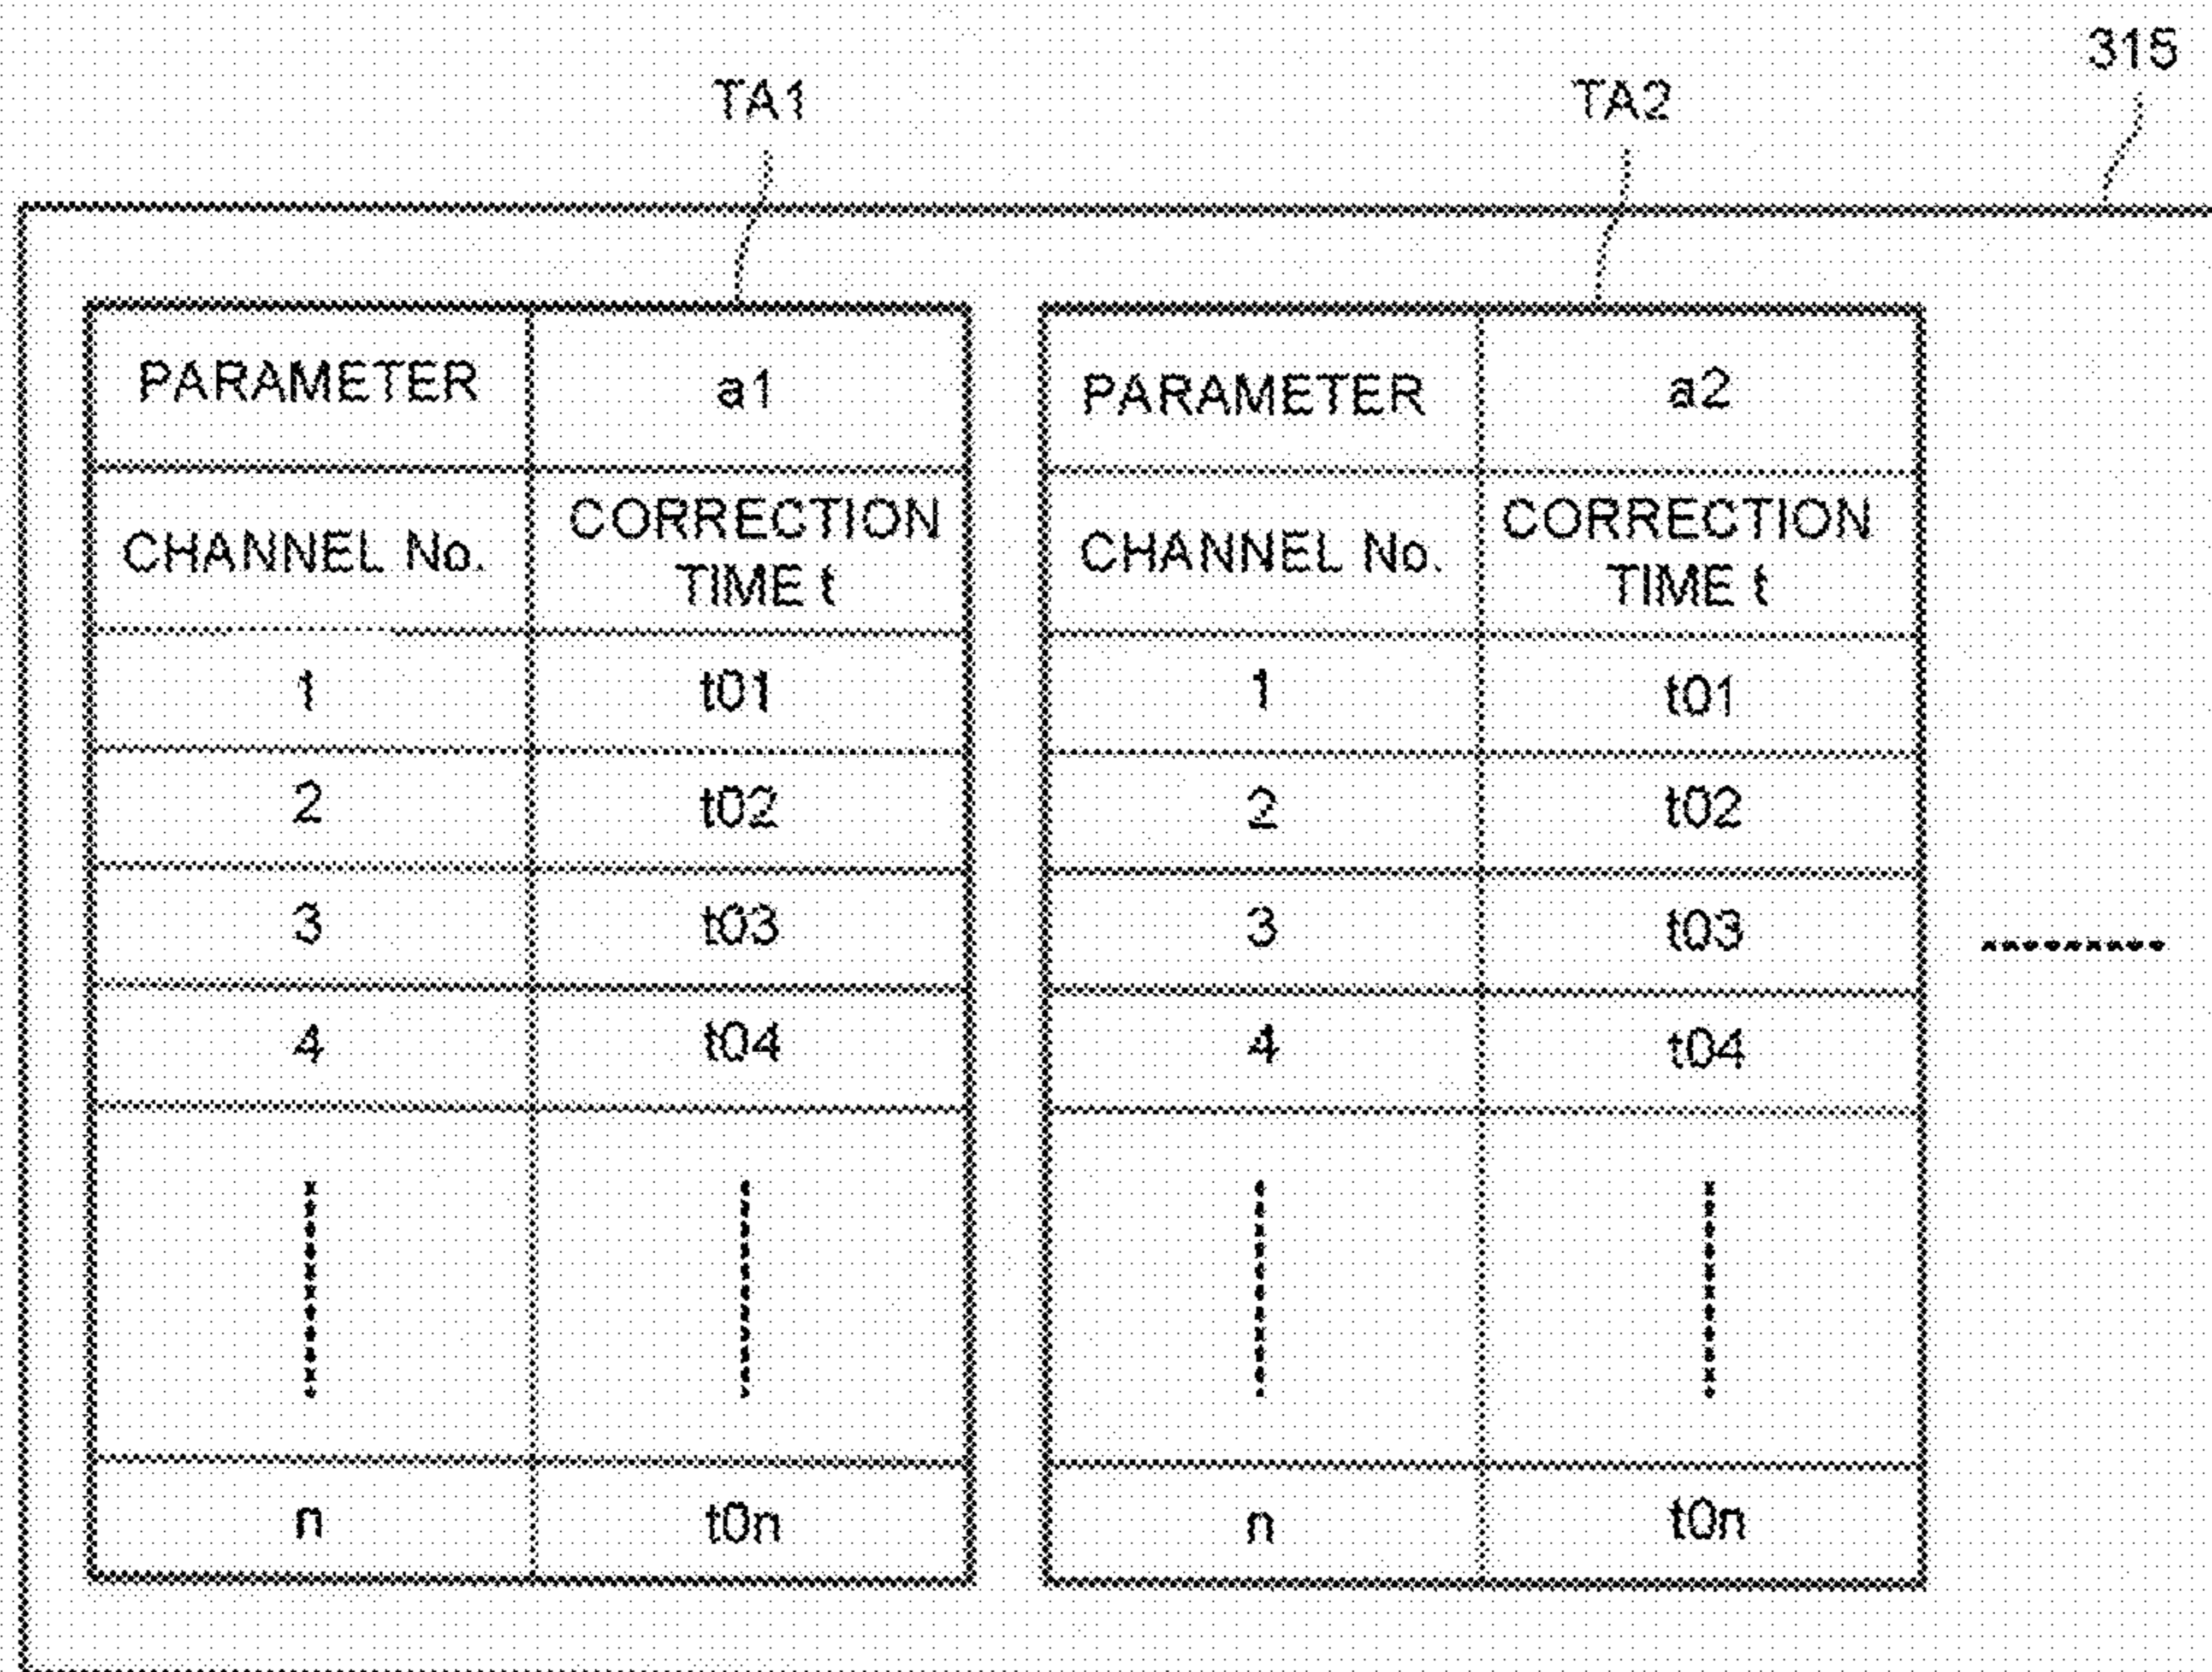 315
TA1 TA2
PARAMETER a1
CHANNEL No. CORRECTION TIME t
1 t01
2 t02
3 t03
4 t04
n t0n
PARAMETER a2
CHANNEL No. CORRECTION TIME t
1 t01
2 t02
3 t03
4 t04
n t0n